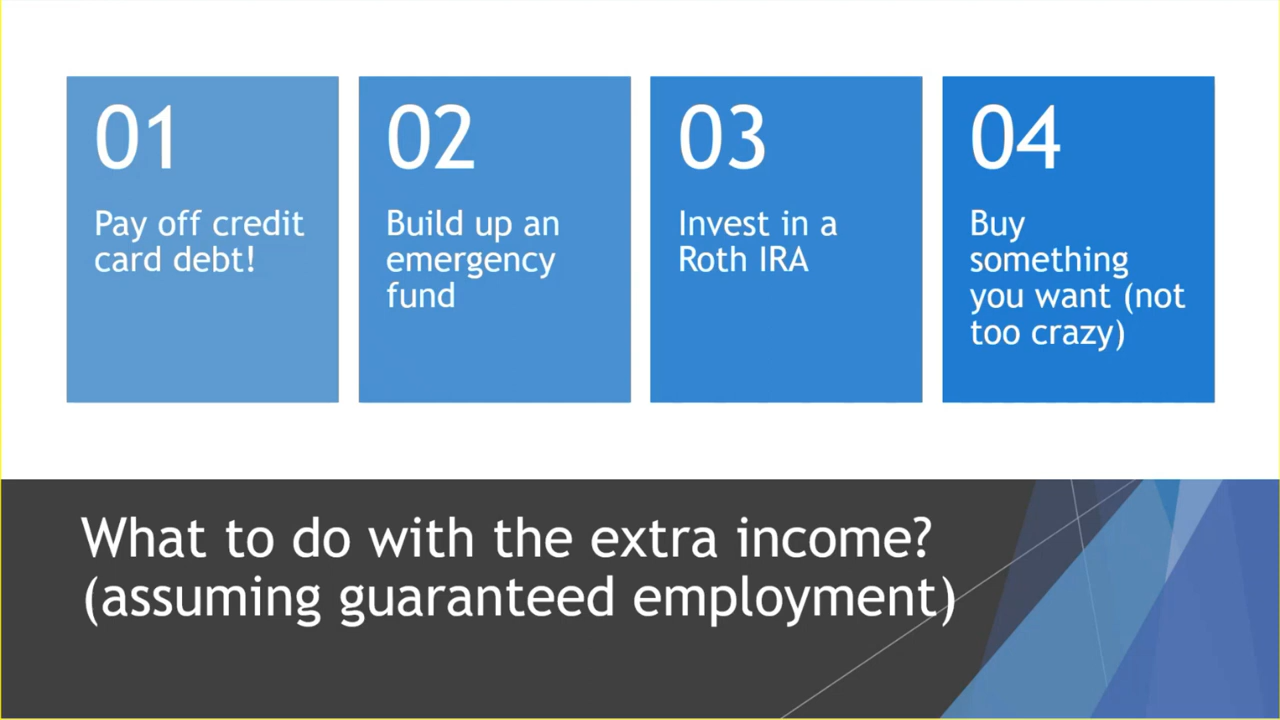 01
Pay off credit
card debt!
02
Build up an
emergency
fund
03
Invest in a
Roth IRA
04
Buy
something
you want (not
too crazy)
What to do with the extra income?
(assuming guaranteed employment)